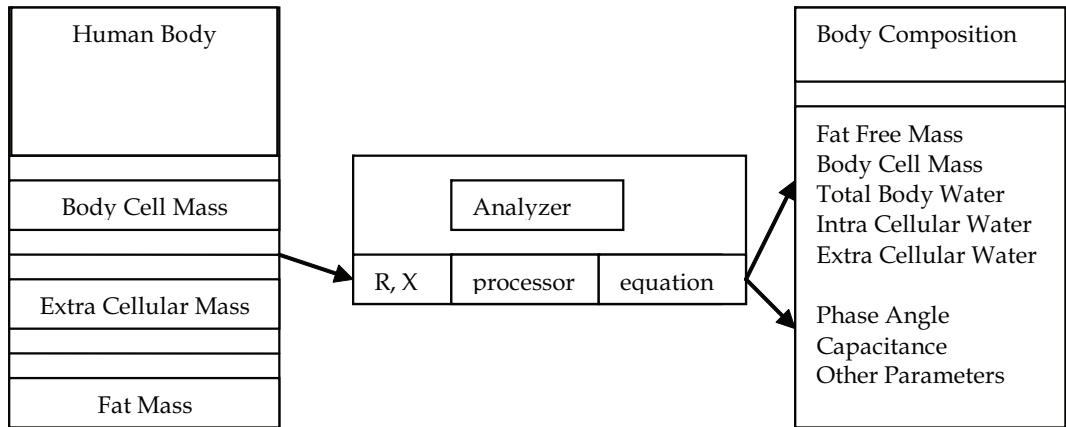 Human Body
Body Cell Mass
Extra Cellular Mass
Fat Mass
Analyzer
R, X
processor
equation
Body Composition
Fat Free Mass
Body Cell Mass
Total Body Water
Intra Cellular Water
Extra Cellular Water
Phase Angle
Capacitance
Other Parameters